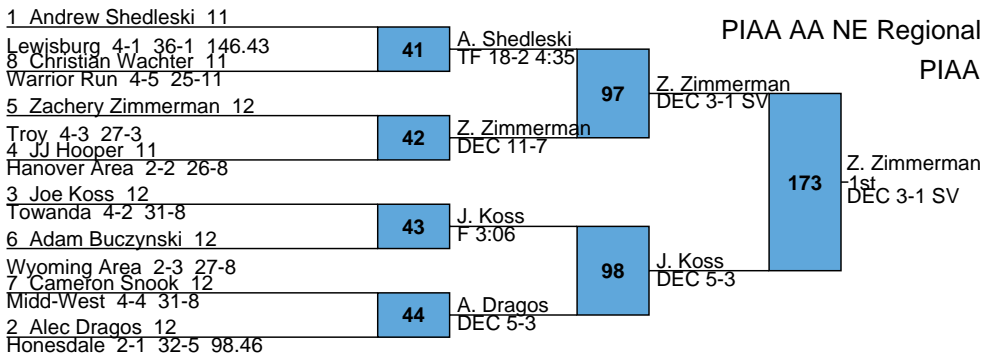 1 Andrew Shedleski 11
Lewisburg 4-1 36-1 146.43
8 Christian Wachter 11
Warrior Run 4-5 25-11
5 Zachery Zimmerman 12
Troy 4-3 27-3
4 JJ Hooper 11
Hanover Area 2-2 26-8
3 Joe Koss 12
Towanda 4-2 31-8
6 Adam Buczynski 12
Wyoming Area 2-3 27-8
7 Cameron Snook 12
Midd-West 4-4 31-8
2 Alec Dragos 12
Honesdale 2-1 32-5 98.46
41
42
43
44
A. Shedleski
TF 18-2 4:35
Z. Zimmerman
DEC 11-7
J. Koss
F 3:06
A. Dragos
DEC 5-3
97
98
Z. Zimmerman
DEC 3-1 SV
J. Koss
DEC 5-3
173
PIAA AA NE Regional
PIAA
Z. Zimmerman
1st
DEC 3-1 SV